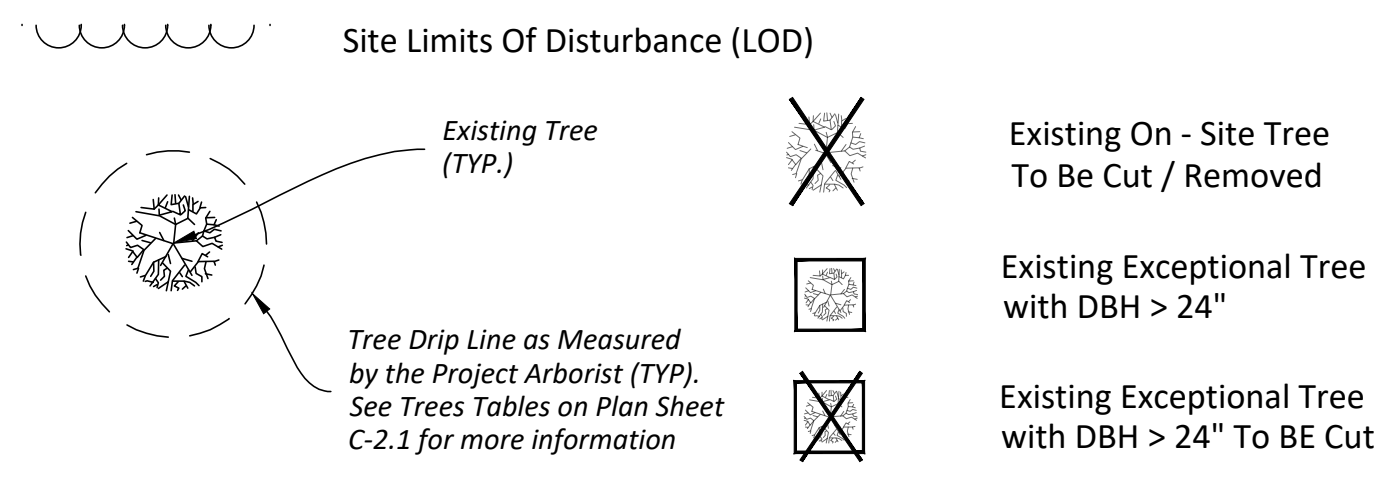 Site Limits Of Disturbance (LOD)
Existing Tree
(TYP.)
Tree Drip Line as Measured
by the Project Arborist (TYP).
See Trees Tables on Plan Sheet
C-2.1 for more information
Existing On - Site Tree
To Be Cut / Removed
Existing Exceptional Tree
with DBH > 24"
Existing Exceptional Tree
with DBH > 24" To BE Cut